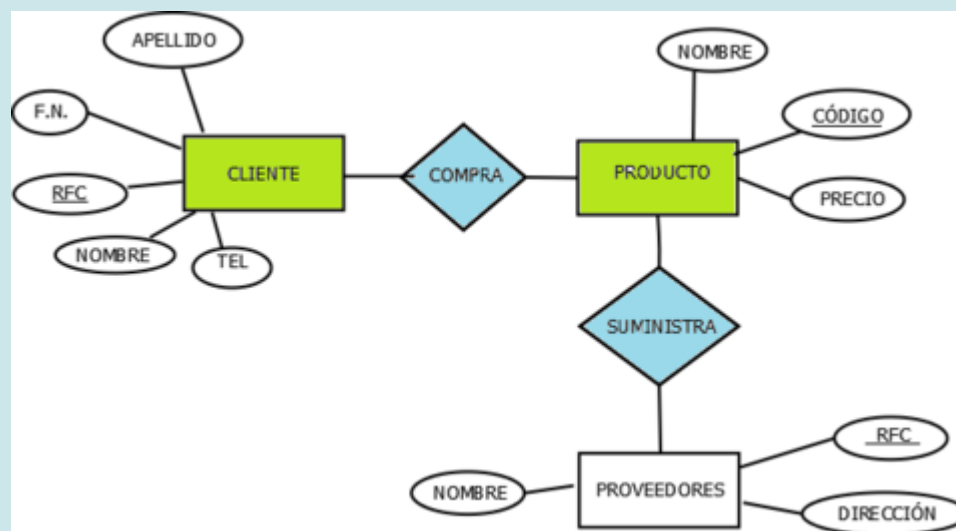 APELLIDO
NOMBRE
F.N.
CÓDIGO
CLIENTE
COMPRA
PRODUCTO
RFC
PRECIO
NOMBRE
TEL
SUMINISTRA
RFC
NOMBRE
PROVEEDORES
DIRECCIÓN